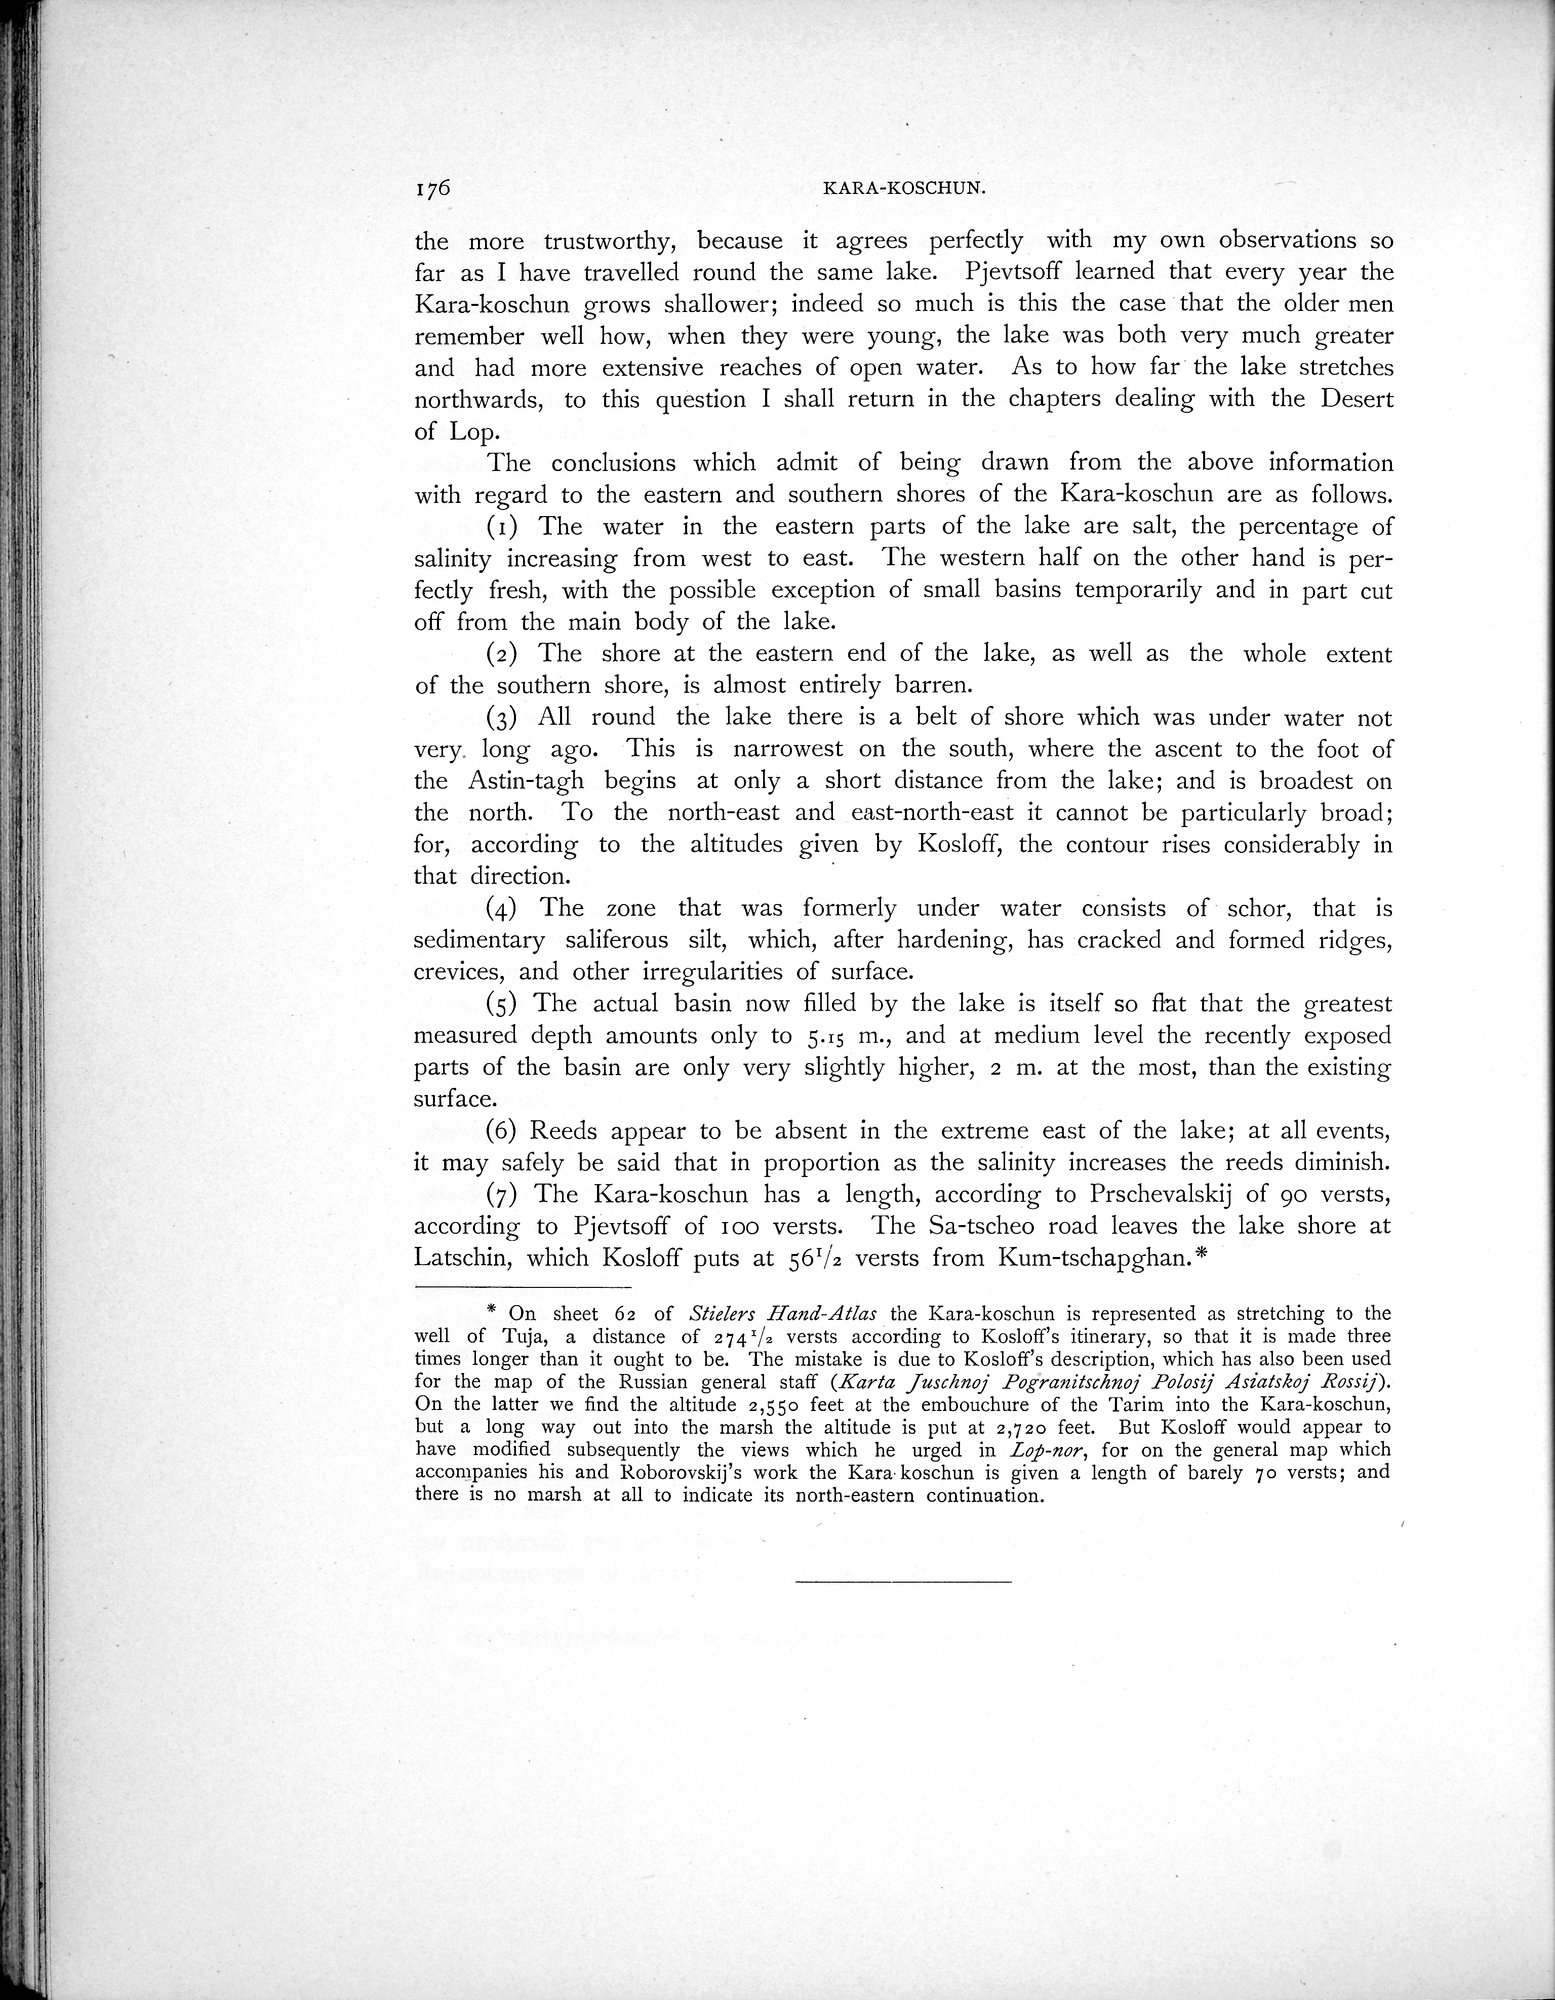 176
KARA-KOSCHUN.
the more trustworthy, because it agrees perfectly with my own observations so
far as I have travelled round the same lake. Pjevtsoff learned that every year the
Kara-koschun grows shallower; indeed so much is this the case that the older men
remember well how, when they were young, the lake was both very much greater
and had more extensive reaches of open water. As to how far the lake stretches
northwards, to this question I shall return in the chapters dealing with the Desert
of Lop.
The conclusions which admit of being drawn from the above information
with regard to the eastern and southern shores of the Kara-koschun are as follows.
(1) The water in the eastern parts of the lake are salt, the percentage of
salinity increasing from west to east. The western half on the other hand is per-
fectly fresh, with the possible exception of small basins temporarily and in part cut
off from the main body of the lake.
(2) The shore at the eastern end of the lake, as well as the whole extent
of the southern shore, is almost entirely barren.
(3) All round the lake there is a belt of shore which was under water not
very long ago. This is narrowest on the south, where the ascent to the foot of
the Astin-tagh begins at only a short distance from the lake; and is broadest on
the north. To the north-east and east-north-east it cannot be particularly broad;
for, according to the altitudes given by Kosloff, the contour rises considerably in
that direction.
(4) The zone that was formerly under water consists of schor, that is
sedimentary saliferous silt, which, after hardening, has cracked and formed ridges,
crevices, and other irregularities of surface.
(5) The actual basin now filled by the lake is itself so flat that the greatest
measured depth amounts only to 5.15 m., and at medium level the recently exposed
parts of the basin are only very slightly higher, 2 m. at the most, than the existing
surface.
(6) Reeds appear to be absent in the extreme east of the lake; at all events,
it may safely be said that in proportion as the salinity increases the reeds diminish.
(7) The Kara-koschun has a length, according to Prschevalskij of 90 versts,
according to Pjevtsoff of 100 versts. The Sa-tscheo road leaves the lake shore at
Latschin, which Kosloff puts at 56 1/2 versts from Kum-tschapghan.*
* On sheet 62 of Stielers Hand-Atlas the Kara-koschun is represented as stretching to the
well of Tuja, a distance of 274 1/2 versts according to Kosloff's itinerary, so that it is made three
times longer than it ought to be. The mistake is due to Kosloff's description, which has also been used
for the map of the Russian general staff (Karta Juschnoj Pogranitschnoj Polosij Asiatskoj Rossij).
On the latter we find the altitude 2,550 feet at the embouchure of the Tarim into the Kara-koschun,
but a long way out into the marsh the altitude is put at 2,720 feet. But Kosloff would appear to
have modified subsequently the views which he urged in Lop-nor, for on the general map which
accompanies his and Roborovskij's work the Kara-koschun is given a length of barely 70 versts; and
there is no marsh at all to indicate its north-eastern continuation.